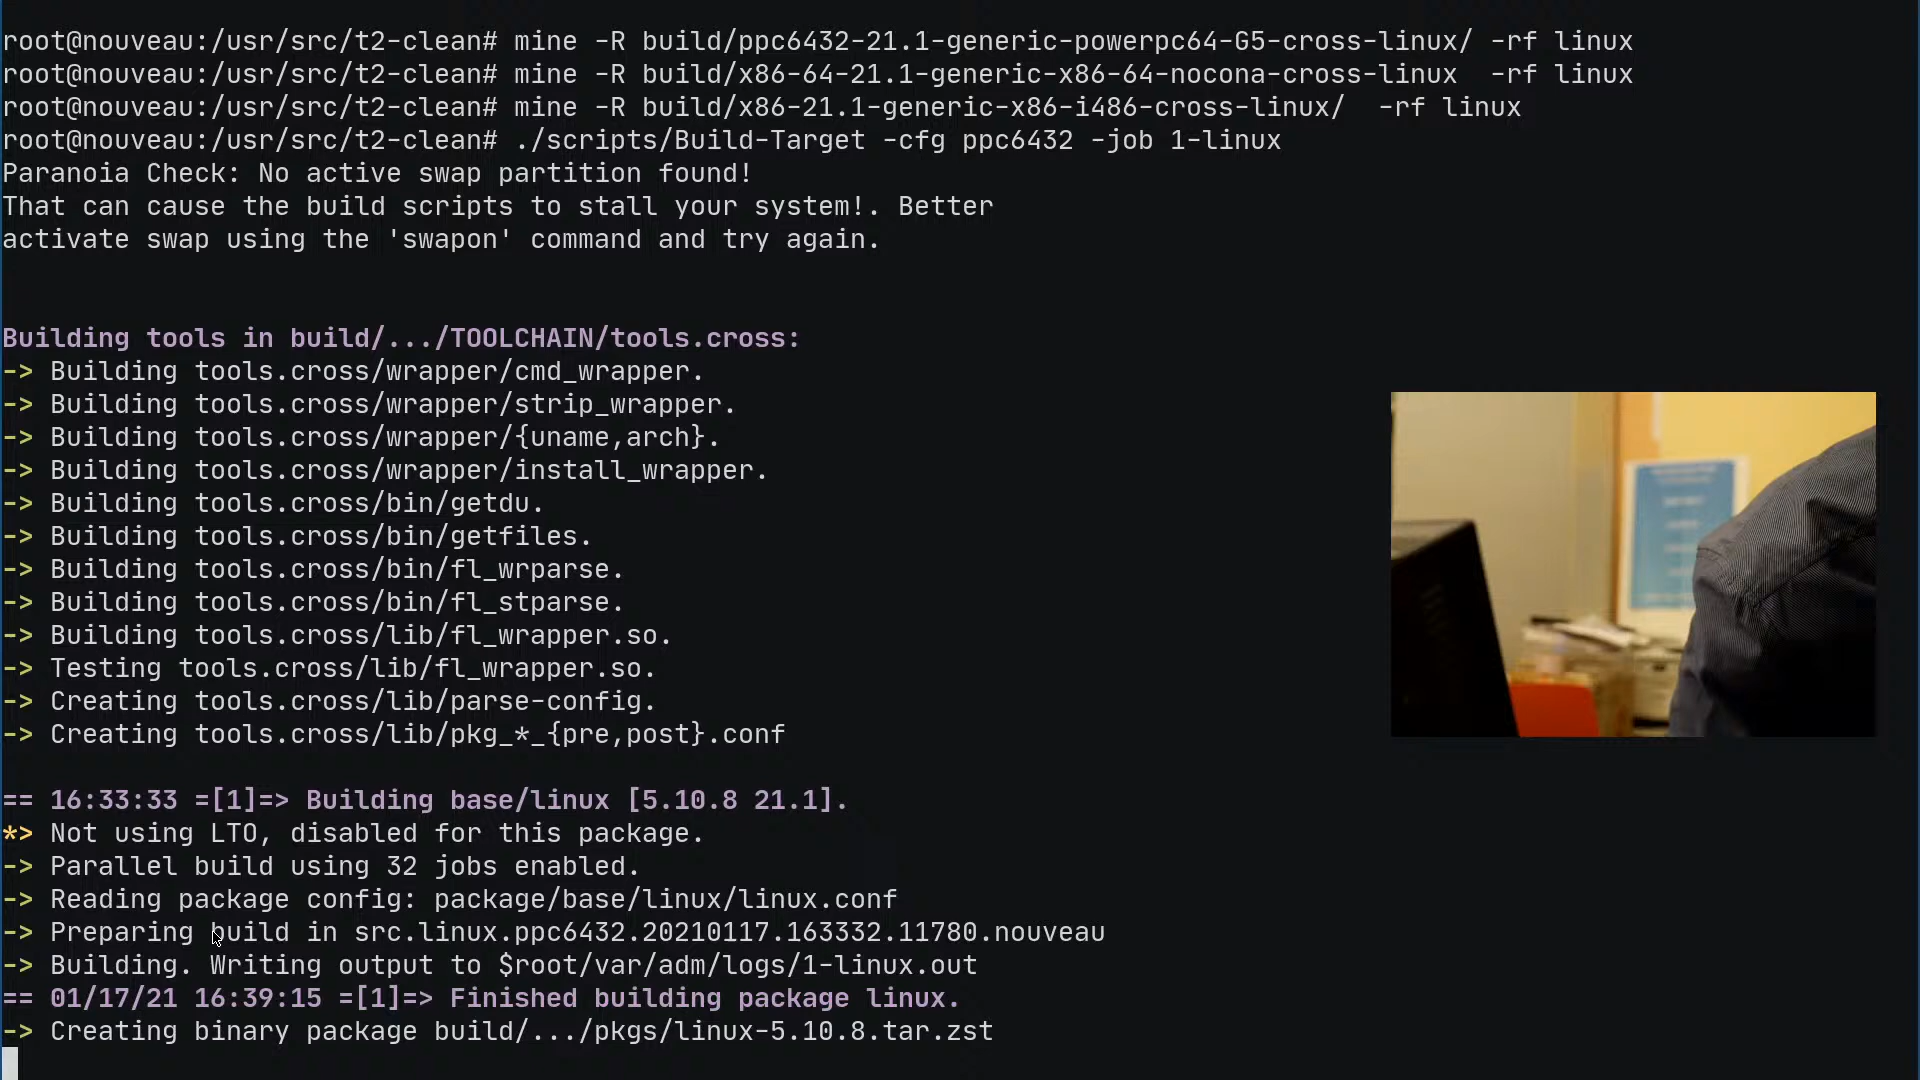 root@nouveau:/usr/src/t2-clean# mine -R build/ppc6432-21.1-generic-powerpc64-G5-cross-linux/ -rf linux
root@nouveau:/usr/src/t2-clean# mine -R build/x86-64-21.1-generic-x86-64-nocona-cross-linux  -rf linux
root@nouveau:/usr/src/t2-clean# mine -R build/x86-21.1-generic-x86-i486-cross-linux/  -rf linux
root@nouveau:/usr/src/t2-clean# ./scripts/Build-Target -cfg ppc6432 -job 1-linux
Paranoia Check: No active swap partition found!
That can cause the build scripts to stall your system!. Better
activate swap using the 'swapon' command and try again.
Building tools in build/.../TOOLCHAIN/tools.cross:
-> Building tools.cross/wrapper/cmd_wrapper.
-> Building tools.cross/wrapper/strip_wrapper.
-> Building tools.cross/wrapper/{uname,arch}.
-> Building tools.cross/wrapper/install_wrapper.
-> Building tools.cross/bin/getdu.
-> Building tools.cross/bin/getfiles.
-> Building tools.cross/bin/fl_wrparse.
-> Building tools.cross/bin/fl_stparse.
-> Building tools.cross/lib/fl_wrapper.so.
-> Testing tools.cross/lib/fl_wrapper.so.
-> Creating tools.cross/lib/parse-config.
-> Creating tools.cross/lib/pkg_*_{pre,post}.conf
== 16:33:33 =[1]=> Building base/linux [5.10.8 21.1].
*> Not using LTO, disabled for this package.
-> Parallel build using 32 jobs enabled.
-> Reading package config: package/base/linux/linux.conf
-> Preparing build in src.linux.ppc6432.20210117.163332.11780.nouveau
-> Building. Writing output to $root/var/adm/logs/1-linux.out
== 01/17/21 16:39:15 =[1]=> Finished building package linux.
-> Creating binary package build/.../pkgs/linux-5.10.8.tar.zst